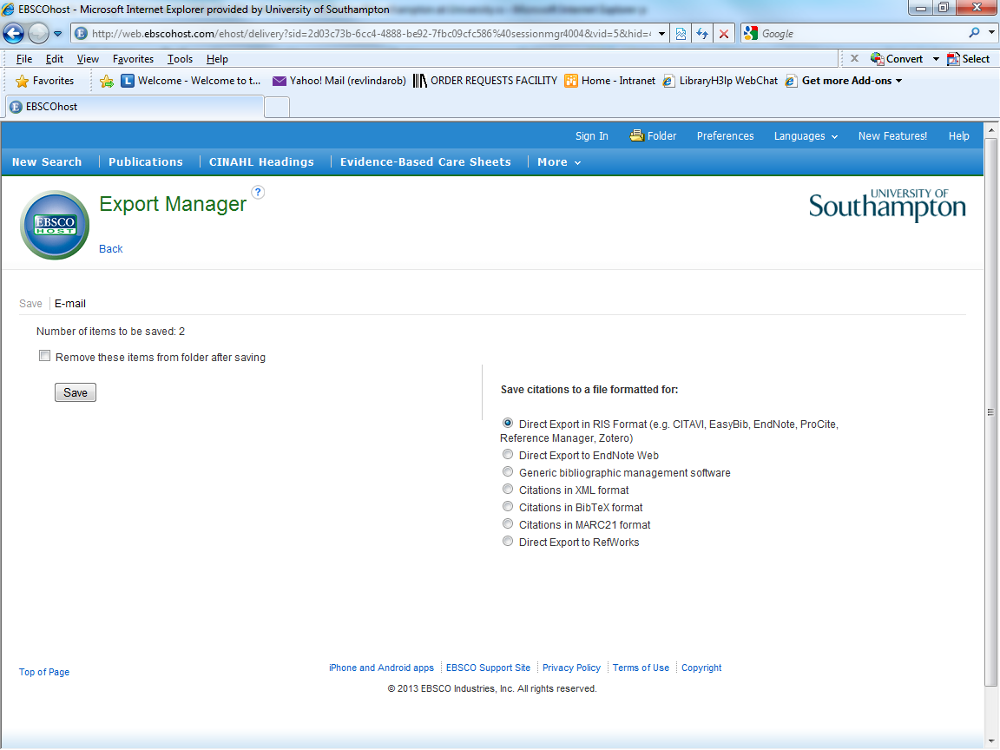 EBSCOhost - Microsoft Internet Explorer provided by University of Southampton
http://web.ebscohost.com/ehost/delivery?sid=2d03c73b-6cc4-4888-be92-7fbc09cfc586%40sessionmgr4004&vid=5&hid=4
Google
File Edit View Favorites Tools Help
Convert Select
Favorites Welcome - Welcome to t... Yahoo! Mail (revlindarob) ORDER REQUESTS FACILITY Home - Intranet LibraryH3lp WebChat Get more Add-ons
EBSCOhost
Sign In Folder Preferences Languages New Features! Help
New Search Publications CINAHL Headings Evidence-Based Care Sheets More
EBSCO
HOST
Export Manager ?
Back
UNIVERSITY OF
Southampton
Save E-mail
Number of items to be saved: 2
Remove these items from folder after saving
Save
Save citations to a file formatted for:
Direct Export in RIS Format (e.g. CITAVI, EasyBib, EndNote, ProCite,
Reference Manager, Zotero)
Direct Export to EndNote Web
Generic bibliographic management software
Citations in XML format
Citations in BibTeX format
Citations in MARC21 format
Direct Export to RefWorks
Top of Page
iPhone and Android apps EBSCO Support Site Privacy Policy Terms of Use Copyright
© 2013 EBSCO Industries, Inc. All rights reserved.